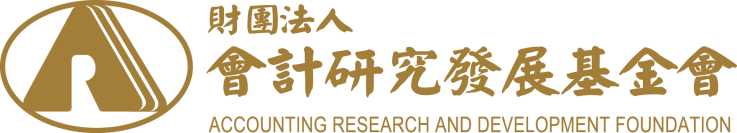 財團法人
會計研究發展基金會
ACCOUNTING RESEARCH AND DEVELOPMENT FOUNDATION